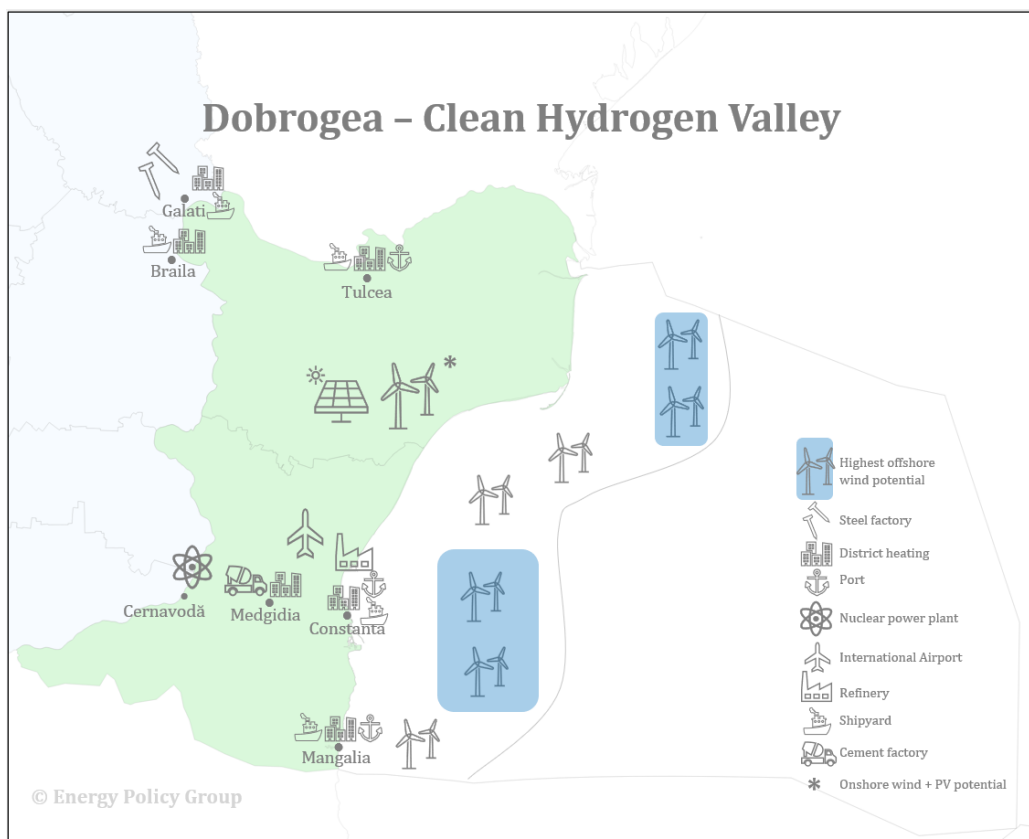 Dobrogea – Clean Hydrogen Valley
Galati
Braila
Tulcea
*
Cernavodă
Medgidia
Constanta
Mangalia
Highest offshore
wind potential
Steel factory
District heating
Port
Nuclear power plant
International Airport
Refinery
Shipyard
Cement factory
* Onshore wind + PV potential
© Energy Policy Group